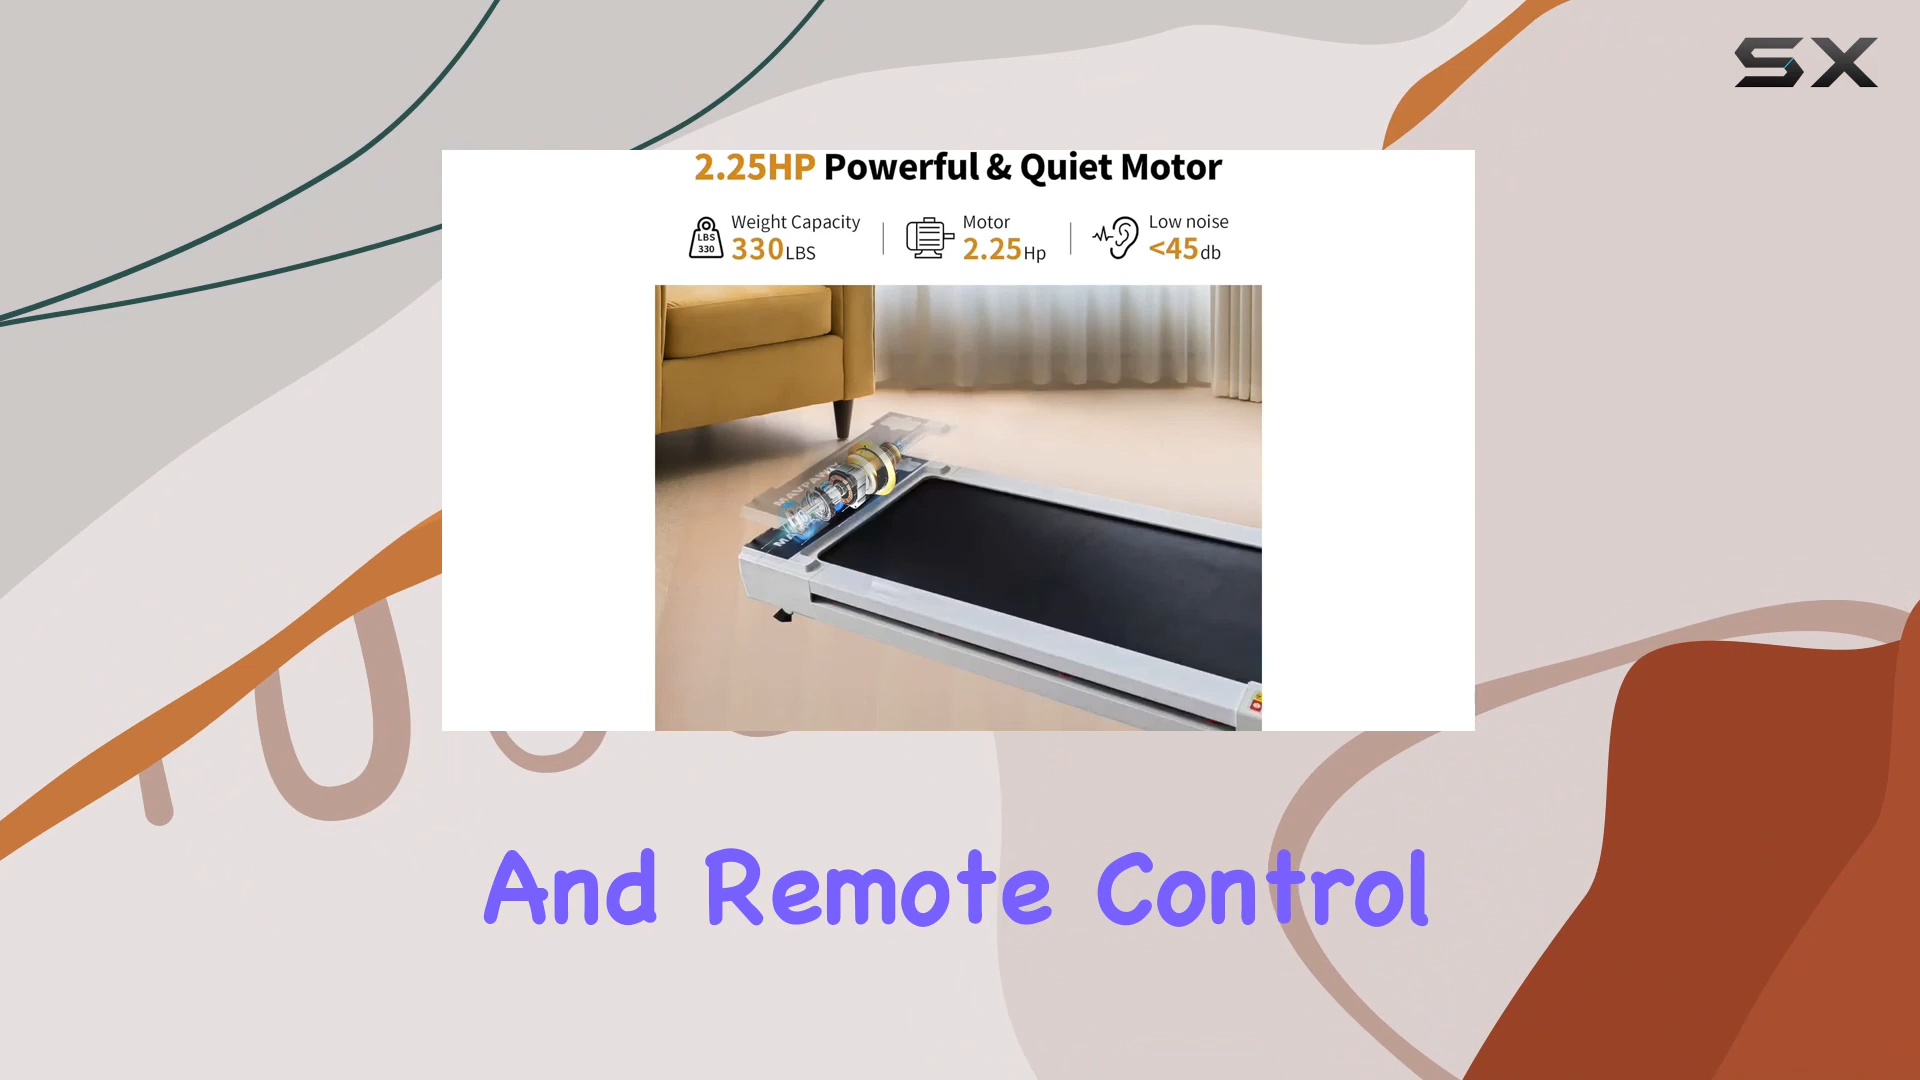 SX
2.25HP Powerful & Quiet Motor
Weight Capacity
330LBS
LBS
330
Motor
2.25Hp
Low noise
<45db
And Remote Control